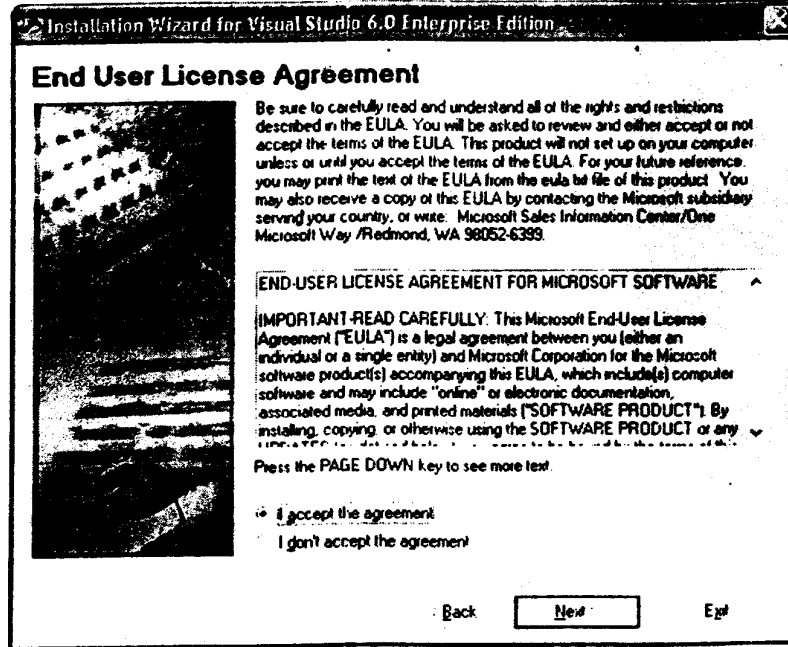 Installation Wizard for Visual Studio 6.0 Enterprise Edition
End User License Agreement
Be sure to carefully read and understand all of the rights and restrictions
described in the EULA. You will be asked to review and either accept or not
accept the terms of the EULA. This product will not set up on your computer
unless or until you accept the terms of the EULA. For your future reference,
you may print the text of the EULA from the eula.txt file of this product. You
may also receive a copy of this EULA by contacting the Microsoft subsidiary
serving your country, or write: Microsoft Sales Information Center/One
Microsoft Way /Redmond, WA 98052-6399.
END-USER LICENSE AGREEMENT FOR MICROSOFT SOFTWARE
IMPORTANT-READ CAREFULLY: This Microsoft End-User License
Agreement ("EULA") is a legal agreement between you (either an
individual or a single entity) and Microsoft Corporation for the Microsoft
software product(s) accompanying this EULA, which include(s) computer
software and may include "online" or electronic documentation,
associated media, and printed materials ("SOFTWARE PRODUCT"). By
installing, copying, or otherwise using the SOFTWARE PRODUCT or any
Press the PAGE DOWN key to see more text.
I accept the agreement
I don't accept the agreement
Back Next Exit